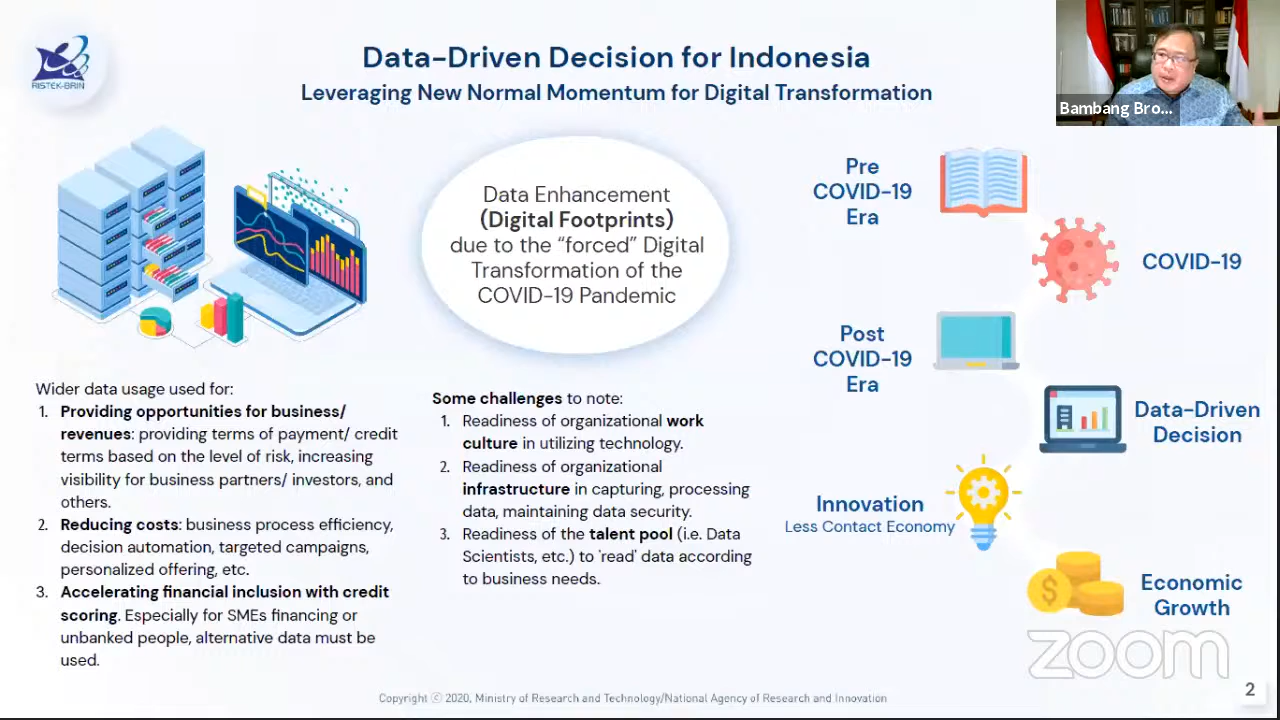 RISTEK-BRIN
Data-Driven Decision for Indonesia
Leveraging New Normal Momentum for Digital Transformation
Bambang Bro...
Data Enhancement
(Digital Footprints)
due to the “forced” Digital
Transformation of the
COVID-19 Pandemic
Wider data usage used for:
1. Providing opportunities for business/
revenues: providing terms of payment/ credit
terms based on the level of risk, increasing
visibility for business partners/ investors, and
others.
2. Reducing costs: business process efficiency,
decision automation, targeted campaigns,
personalized offering, etc.
3. Accelerating financial inclusion with credit
scoring. Especially for SMEs financing or
unbanked people, alternative data must be
used.
Some challenges to note:
1. Readiness of organizational work
culture in utilizing technology.
2. Readiness of organizational
infrastructure in capturing, processing
data, maintaining data security.
3. Readiness of the talent pool (i.e. Data
Scientists, etc.) to 'read' data according
to business needs.
Pre
COVID-19
Era
COVID-19
Post
COVID-19
Era
Data-Driven
Decision
Innovation
Less Contact Economy
$
Economic
Growth
zoom
Copyright ⓒ 2020, Ministry of Research and Technology/National Agency of Research and Innovation
2